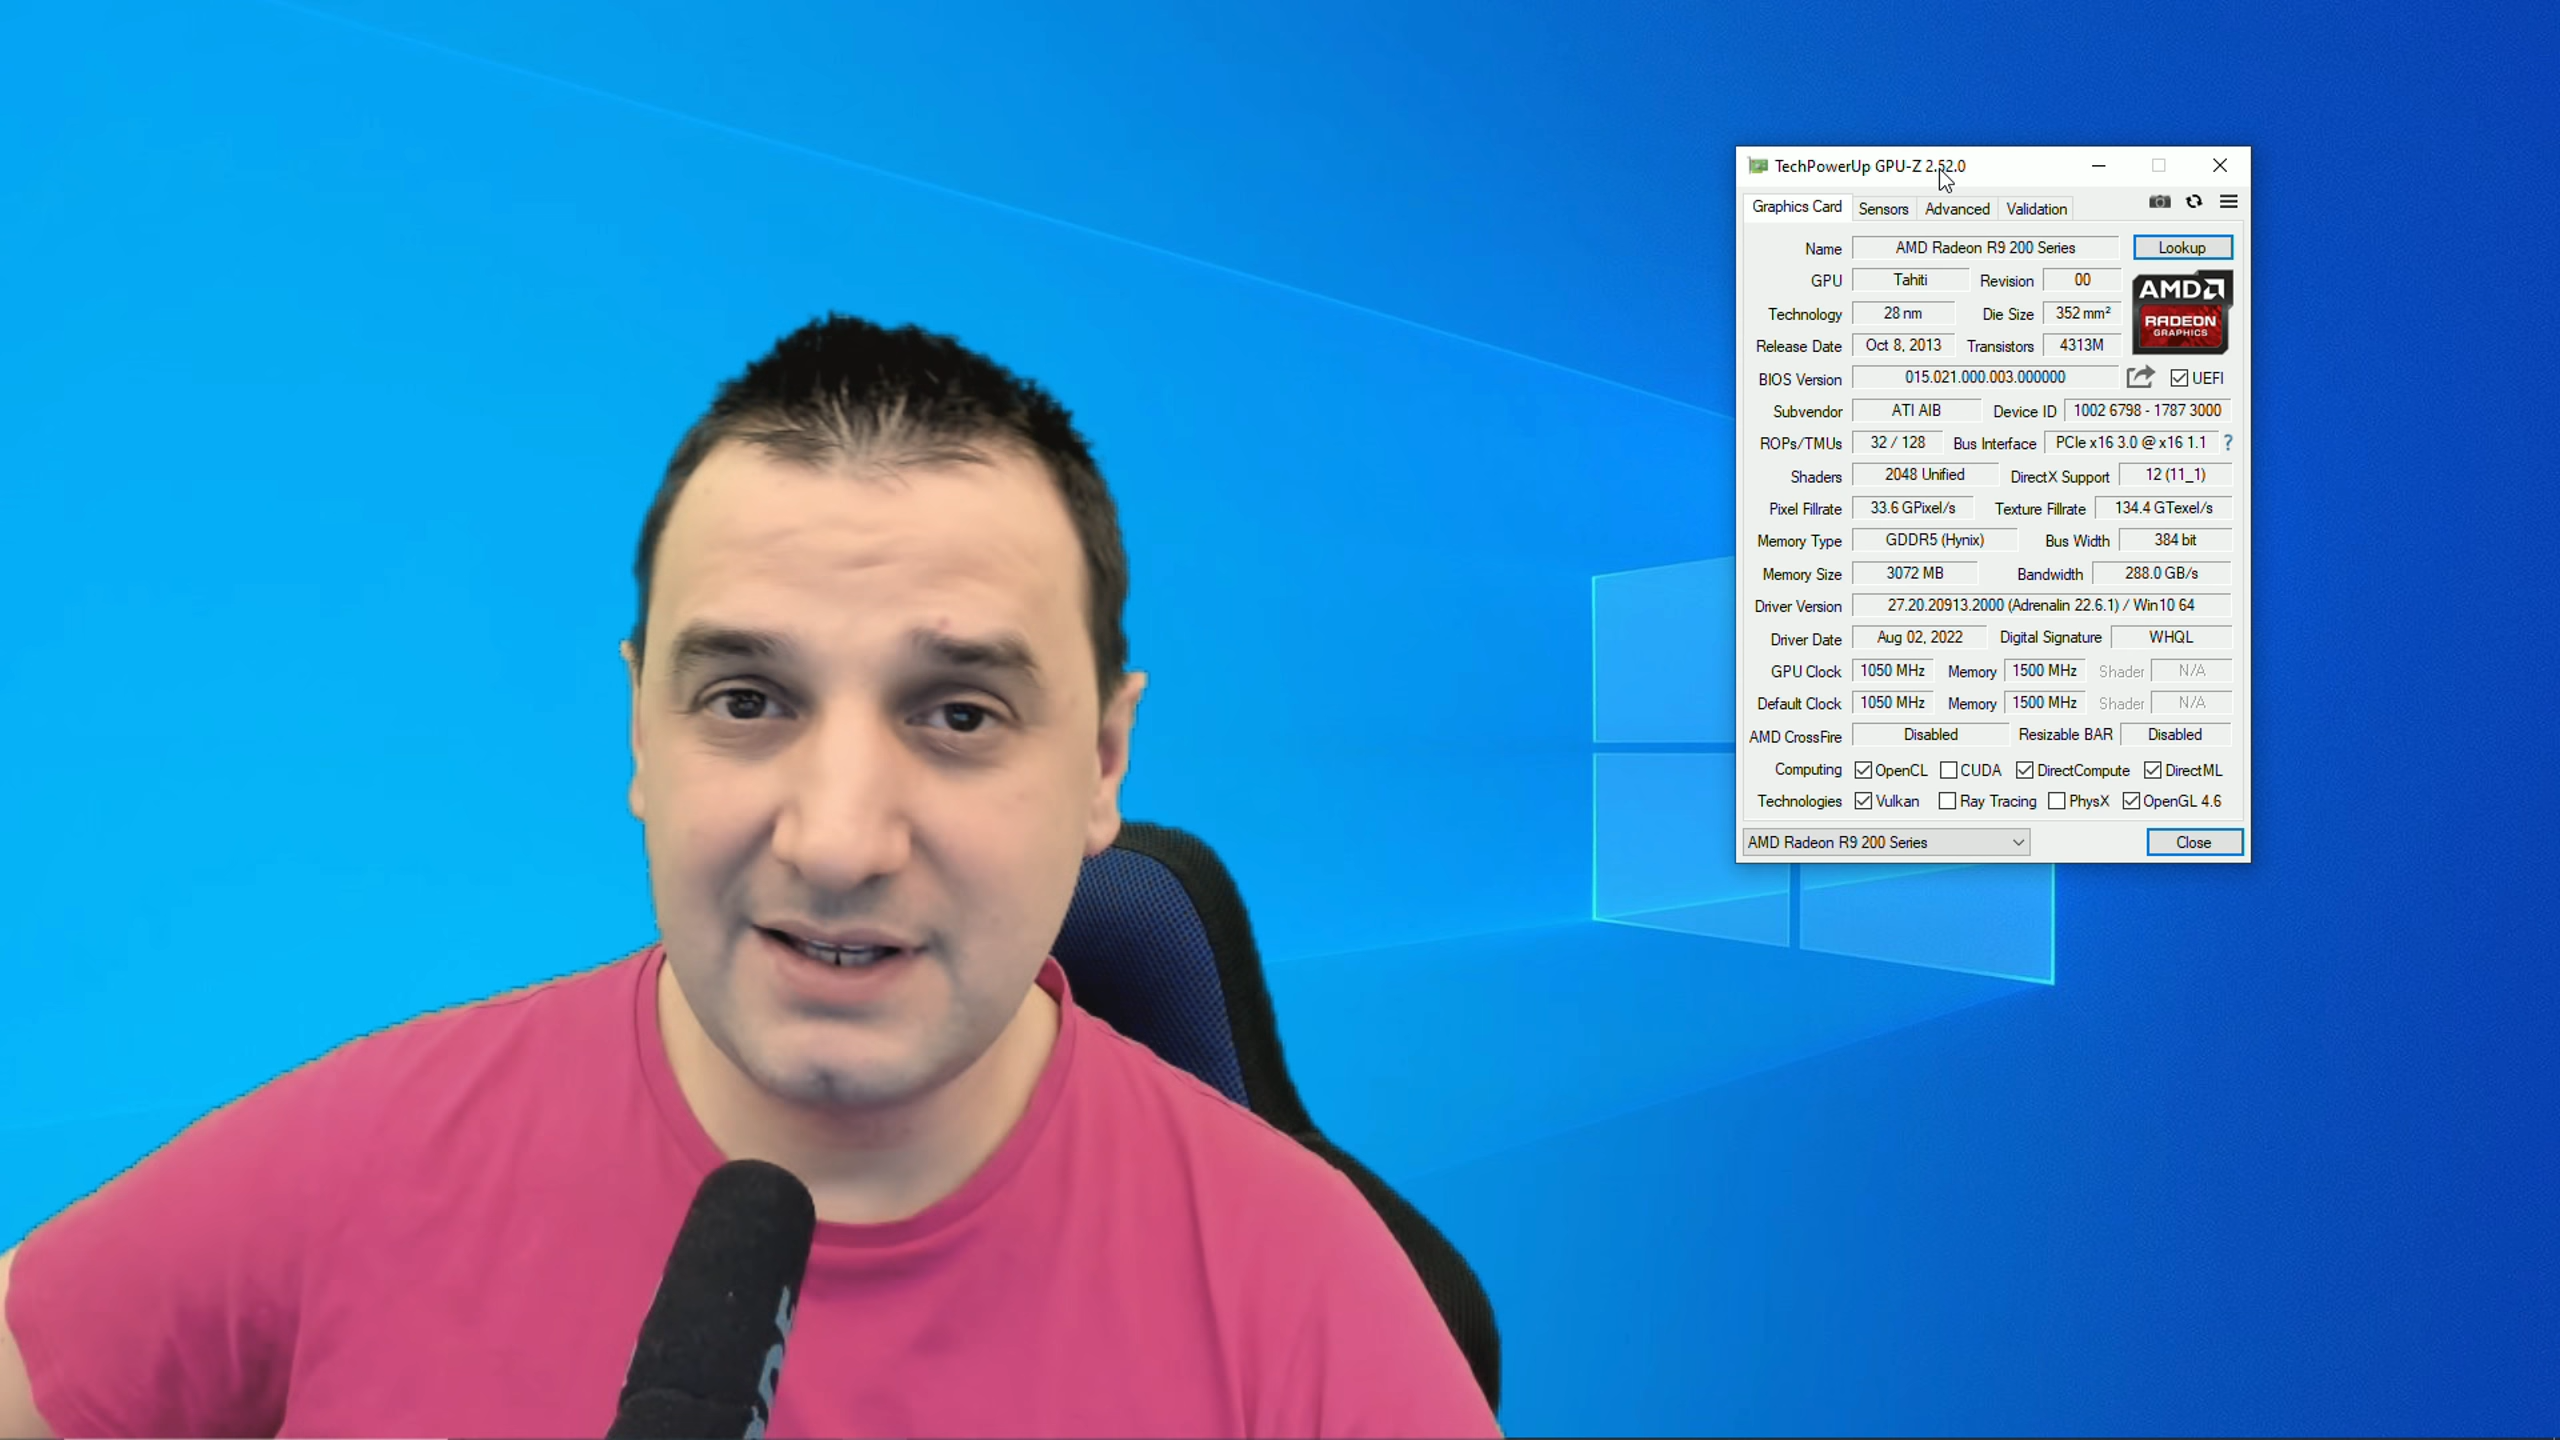 TechPowerUp GPU-Z 2.52.0
Graphics Card Sensors Advanced Validation
Name AMD Radeon R9 200 Series Lookup
GPU Tahiti Revision 00
AMD
RADEON
GRAPHICS
Technology 28 nm Die Size 352 mm²
Release Date Oct 8, 2013 Transistors 4313M
BIOS Version 015.021.000.003.000000 UEFI
Subvendor ATI AIB Device ID 1002 6798 - 1787 3000
ROPs/TMUs 32 / 128 Bus Interface PCIe x16 3.0 @ x16 1.1 ?
Shaders 2048 Unified DirectX Support 12 (11_1)
Pixel Fillrate 33.6 GPixel/s Texture Fillrate 134.4 GTexel/s
Memory Type GDDR5 (Hynix) Bus Width 384 bit
Memory Size 3072 MB Bandwidth 288.0 GB/s
Driver Version 27.20.20913.2000 (Adrenalin 22.6.1) / Win10 64
Driver Date Aug 02, 2022 Digital Signature WHQL
GPU Clock 1050 MHz Memory 1500 MHz Shader N/A
Default Clock 1050 MHz Memory 1500 MHz Shader N/A
AMD CrossFire Disabled Resizable BAR Disabled
Computing OpenCL CUDA DirectCompute DirectML
Technologies Vulkan Ray Tracing PhysX OpenGL 4.6
AMD Radeon R9 200 Series Close